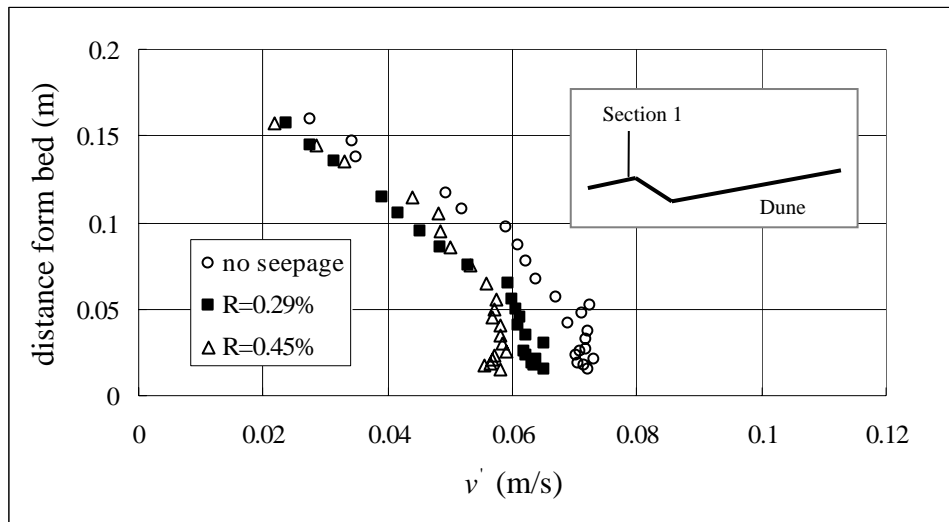 0.2
0.15
0.1
0.05
0
distance form bed (m)
no seepage
R=0.29%
R=0.45%
Section 1
Dune
0 0.02 0.04 0.06 0.08 0.1 0.12
v' (m/s)